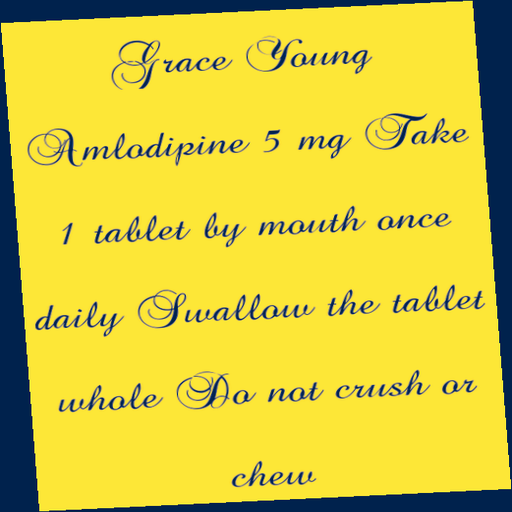 Grace Young
Amlodipine 5 mg Take
1 tablet by mouth once
daily Swallow the tablet
whole Do not crush or
chew